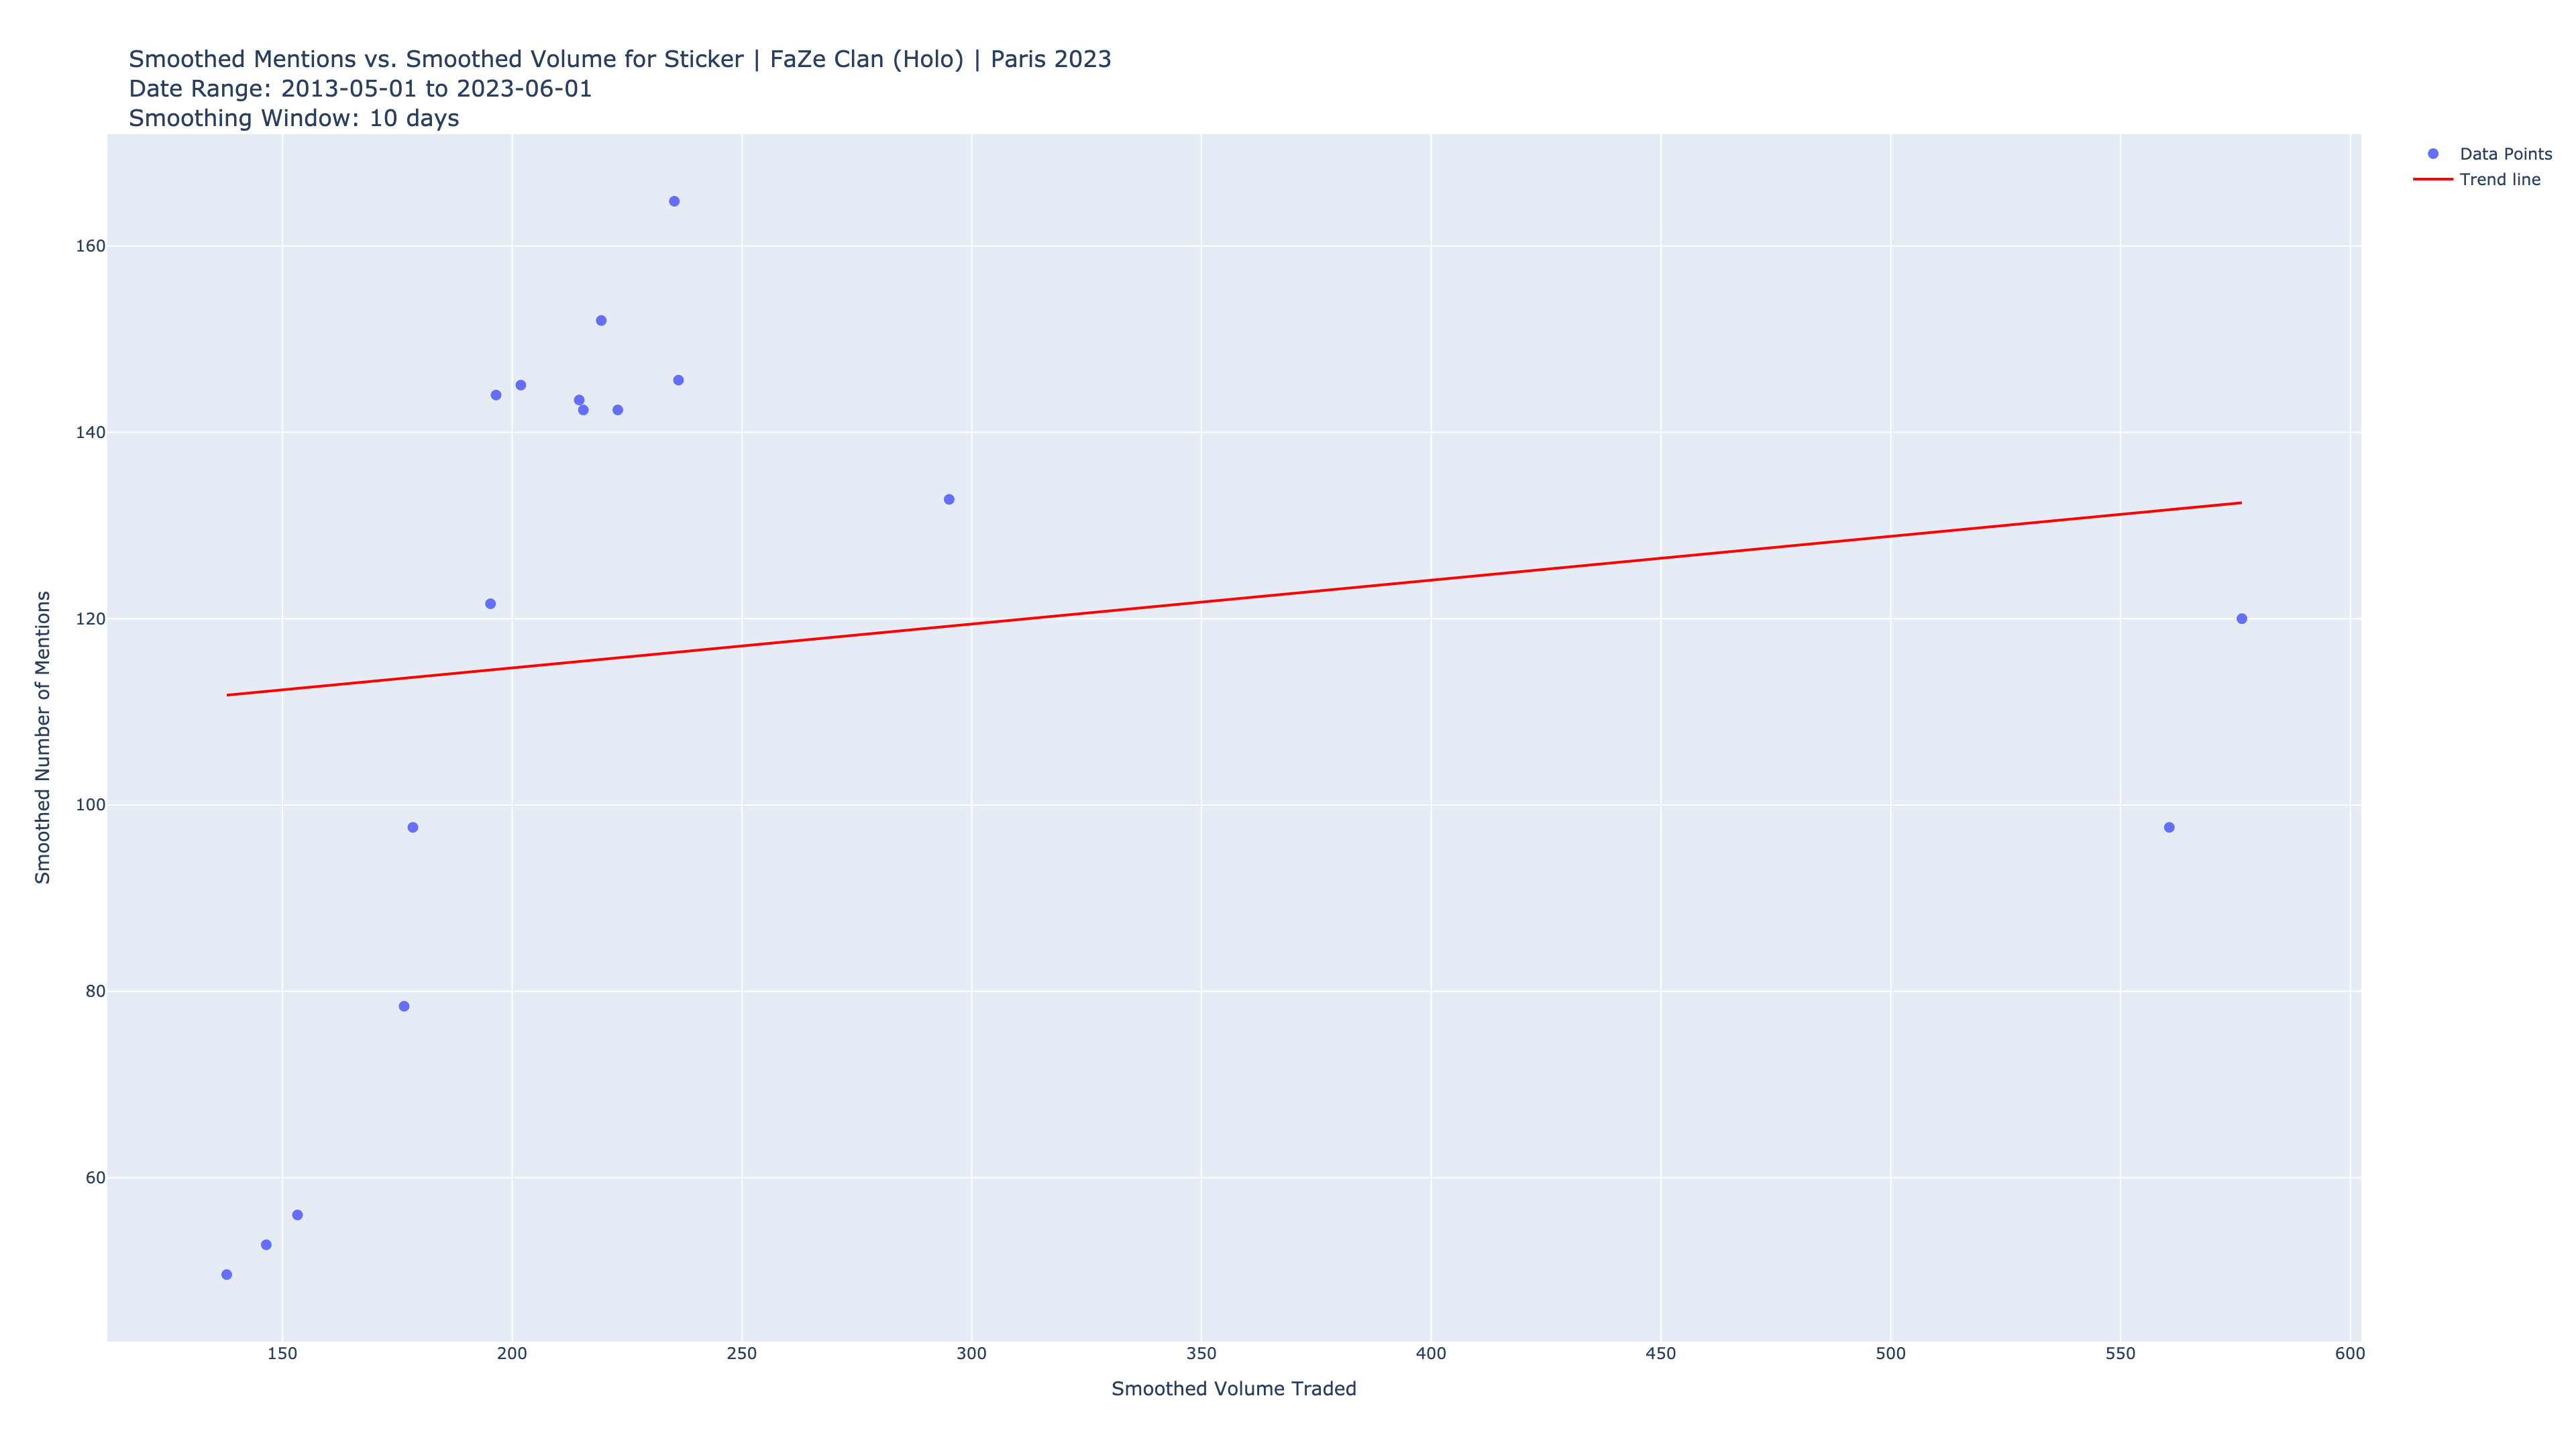 Smoothed Mentions vs. Smoothed Volume for Sticker | FaZe Clan (Holo) | Paris 2023
Date Range: 2013-05-01 to 2023-06-01
Smoothing Window: 10 days
Data Points
Trend line
160
140
120
100
80
60
Smoothed Number of Mentions
150 200 250 300 350 400 450 500 550 600
Smoothed Volume Traded